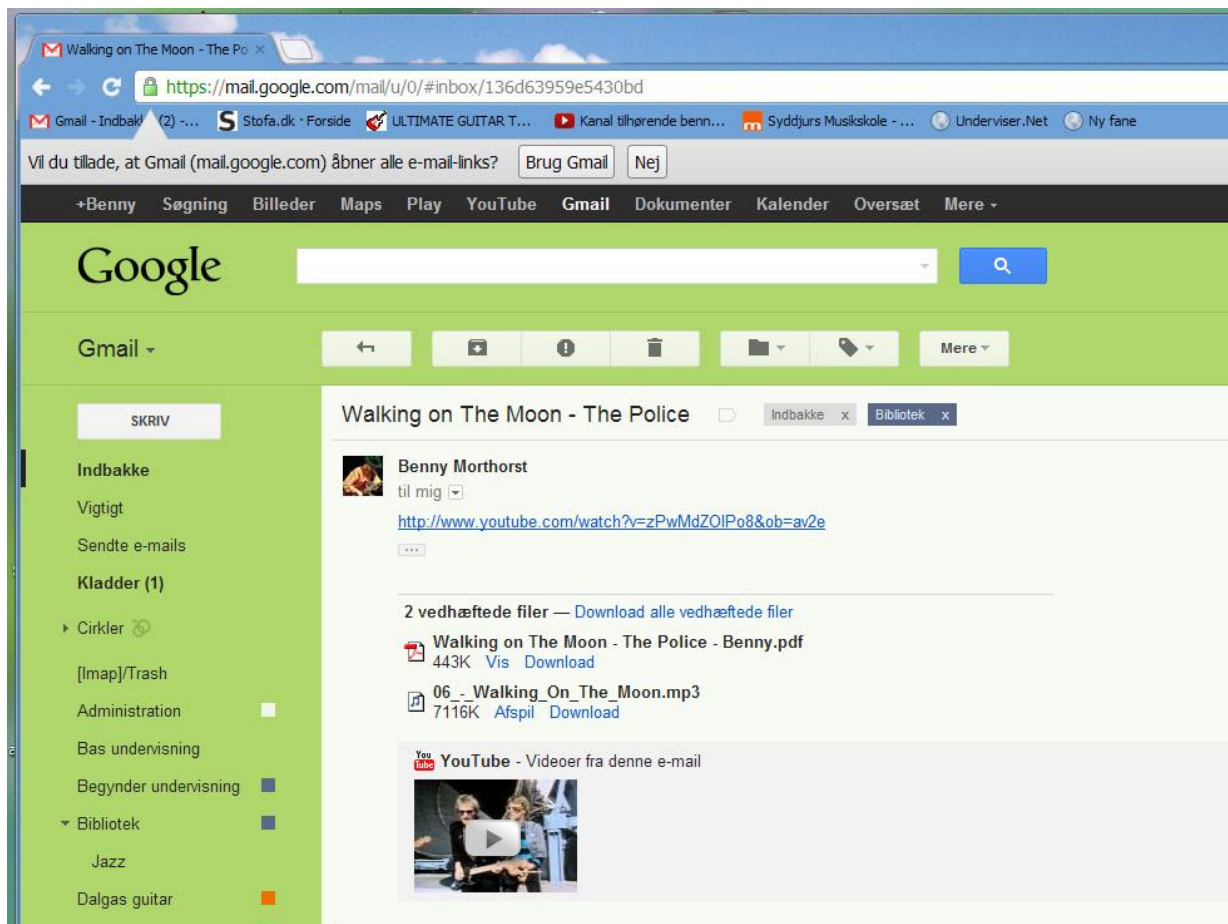 Walking on The Moon - The Po
https://mail.google.com/mail/u/0/#inbox/136d63959e5430bd
Gmail - Indbakk (2) -... S Stofa.dk · Forside ULTIMATE GUITAR T... Kanal tilhørende benn... Syddjurs Musikskole - ... Underviser.Net Ny fane
Vil du tillade, at Gmail (mail.google.com) åbner alle e-mail-links? Brug Gmail Nej
+Benny Søgning Billeder Maps Play YouTube Gmail Dokumenter Kalender Oversæt Mere
Google
Gmail
Mere
SKRIV
Walking on The Moon - The Police Indbakke x Bibliotek x
Indbakke
Vigtigt
Sendte e-mails
Kladder (1)
Cirkler
[Imap]/Trash
Administration
Bas undervisning
Begynder undervisning
Bibliotek
Jazz
Dalgas guitar
Benny Morthorst
til mig
http://www.youtube.com/watch?v=zPwMdZOlPo8&ob=av2e
...
2 vedhæftede filer — Download alle vedhæftede filer
Walking on The Moon - The Police - Benny.pdf
443K Vis Download
06_-_Walking_On_The_Moon.mp3
7116K Afspil Download
You Tube YouTube - Videoer fra denne e-mail